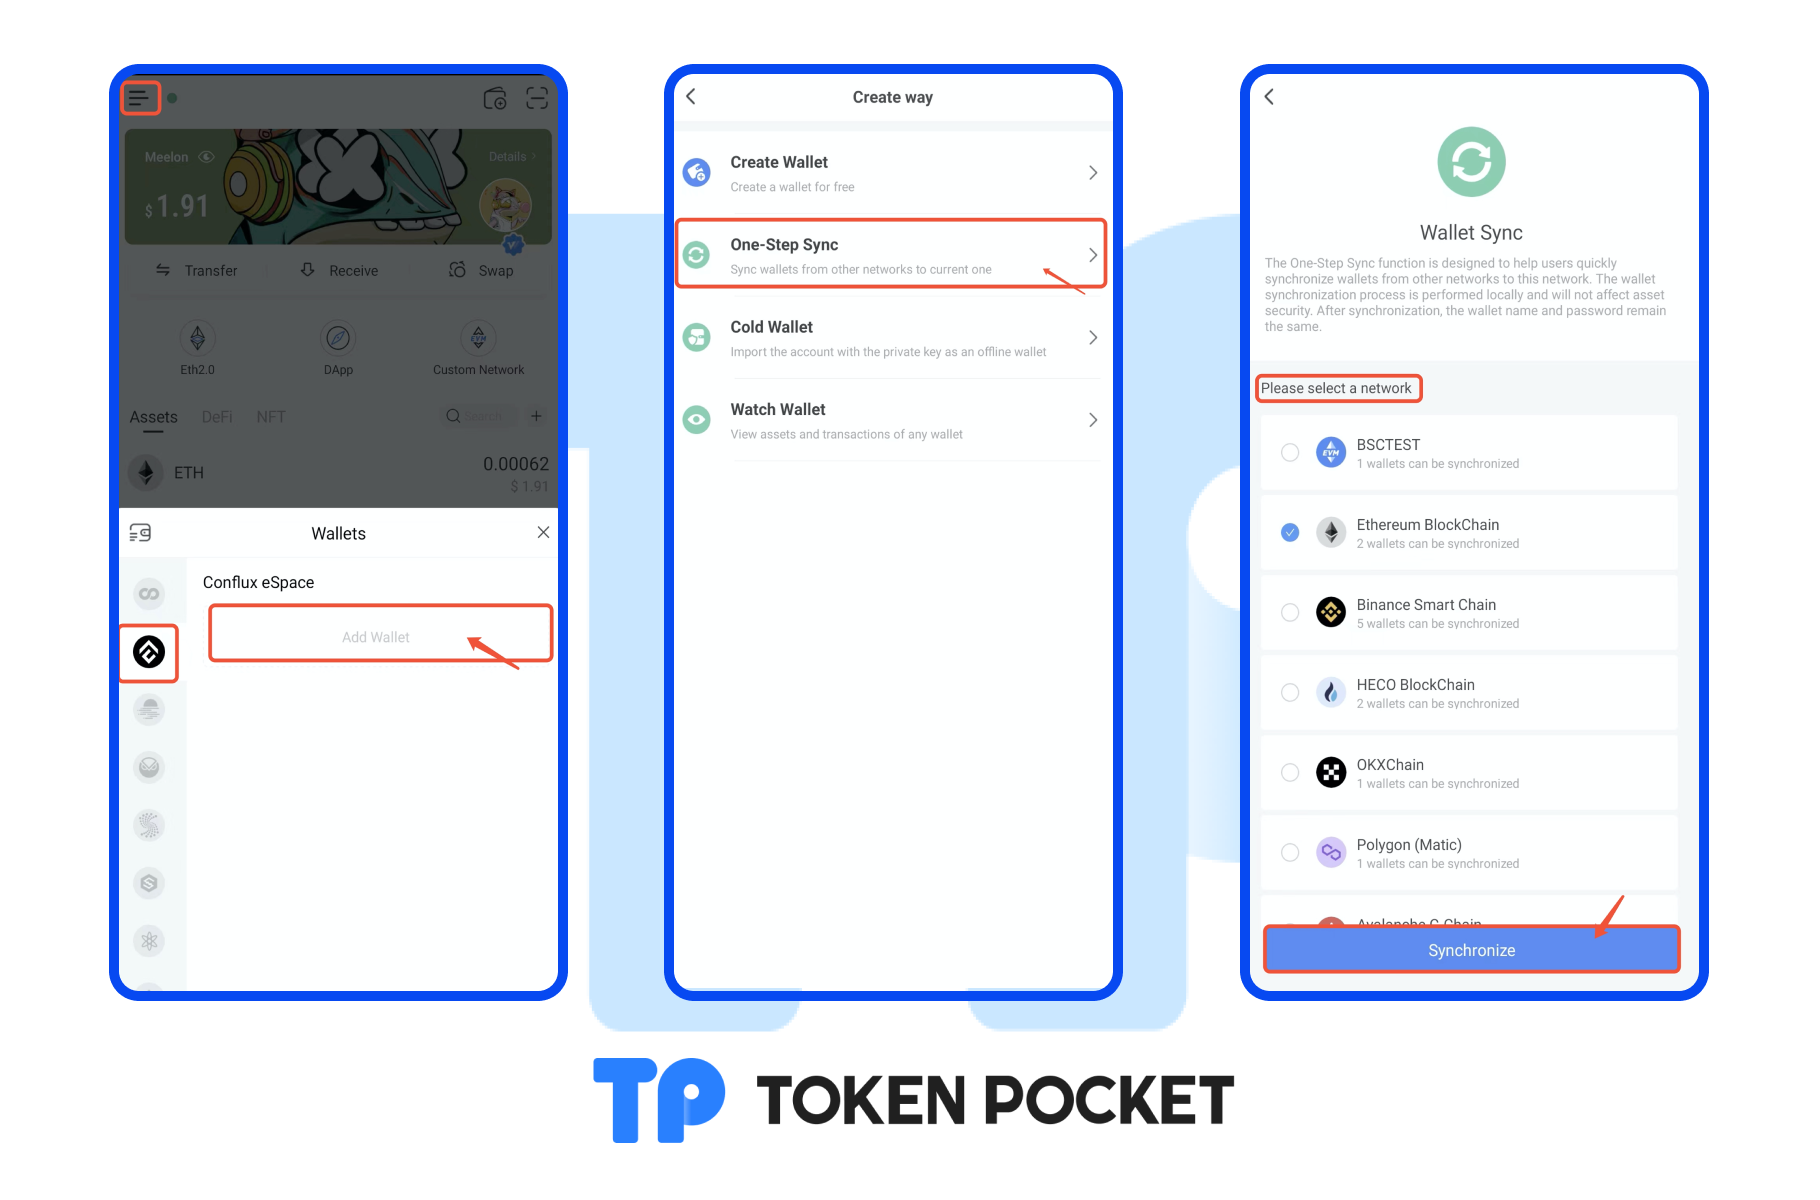 Meelon
Details
$ 1.91
Transfer
Receive
Swap
Eth2.0
DApp
EVM
Custom Network
Assets
DeFi
NFT
Search
ETH
0.00062
$ 1.91
Wallets
Conflux eSpace
Add Wallet
Create way
Create Wallet
Create a wallet for free
One-Step Sync
Sync wallets from other networks to current one
Cold Wallet
Import the account with the private key as an offline wallet
Watch Wallet
View assets and transactions of any wallet
Wallet Sync
The One-Step Sync function is designed to help users quickly
synchronize wallets from other networks to this network. The wallet
synchronization process is performed locally and will not affect asset
security. After synchronization, the wallet name and password remain
the same.
Please select a network
EVM
BSCTEST
1 wallets can be synchronized
Ethereum BlockChain
2 wallets can be synchronized
Binance Smart Chain
5 wallets can be synchronized
HECO BlockChain
2 wallets can be synchronized
OKXChain
1 wallets can be synchronized
Polygon (Matic)
1 wallets can be synchronized
Avalanche C-Chain
Synchronize
TP TOKEN POCKET